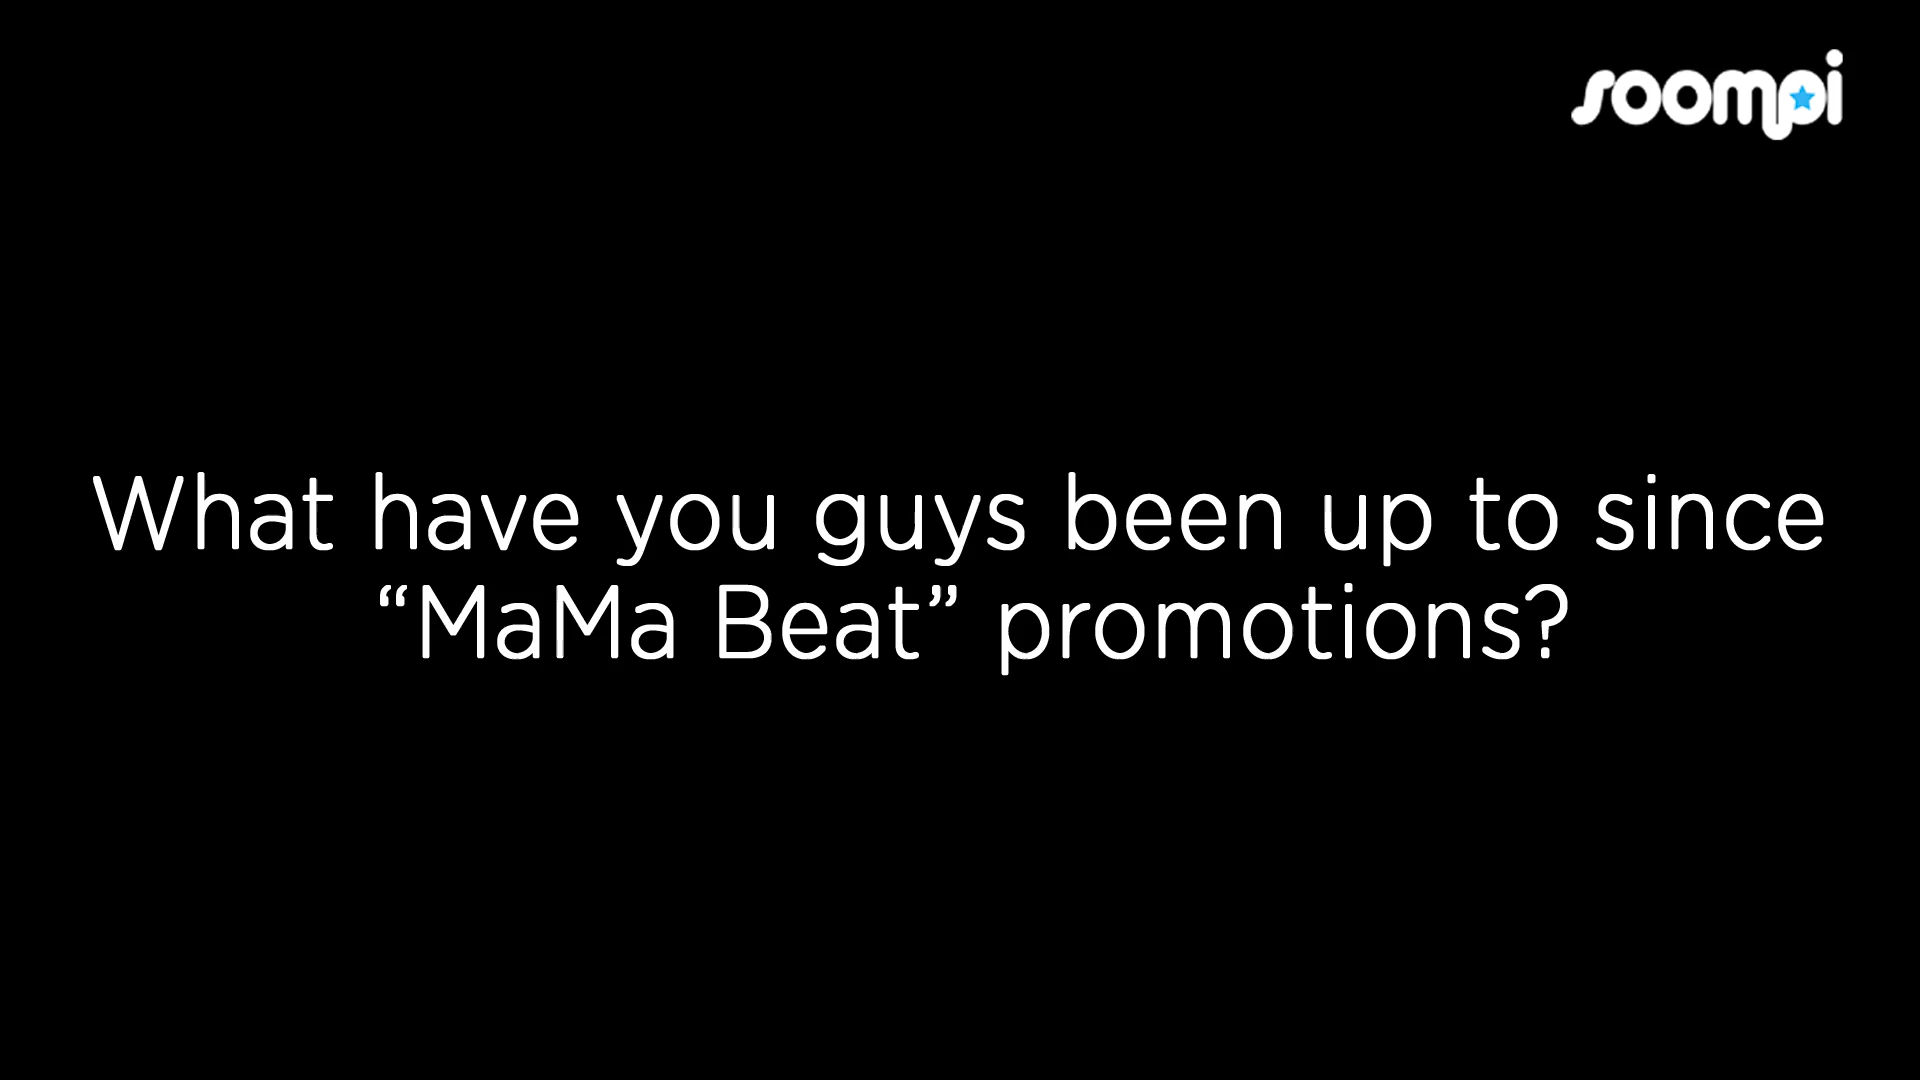 soompi
What have you guys been up to since
“MaMa Beat” promotions?